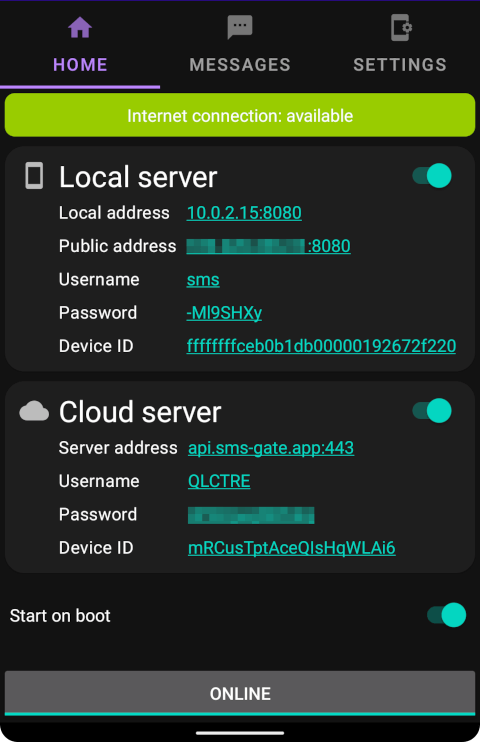 HOME MESSAGES SETTINGS
Internet connection: available
Local server
Local address 10.0.2.15:8080
Public address :8080
Username sms
Password -Ml9SHXy
Device ID ffffffffceb0b1db00000192672f220
Cloud server
Server address api.sms-gate.app:443
Username QLCTRE
Password
Device ID mRCusTptAceQIsHqWLAi6
Start on boot
ONLINE